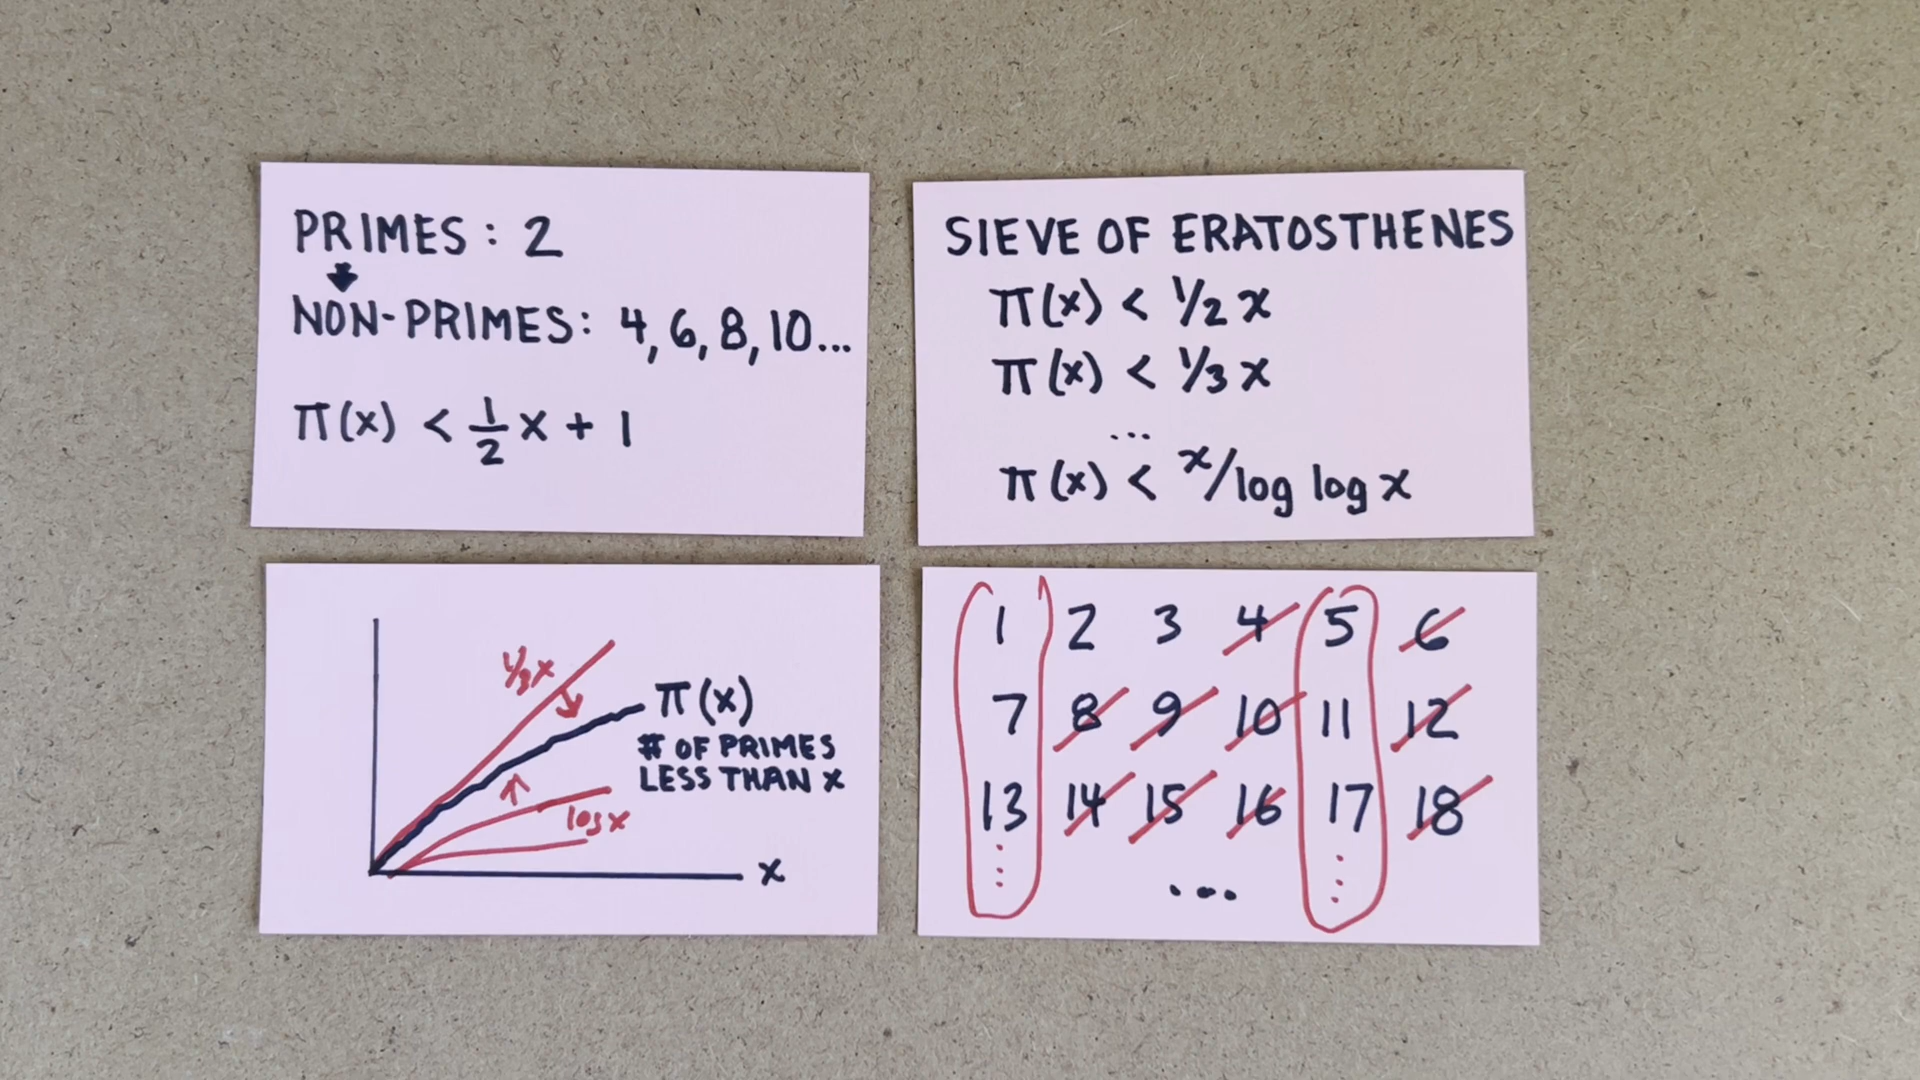 PRIMES: 2
NON-PRIMES: 4, 6, 8, 10...
π(x) < 1/2 x + 1
SIEVE OF ERATOSTHENES
π(x) < 1/2 x
π(x) < 1/3 x
...
π(x) < x/log log x
1/3 x
π(x)
# OF PRIMES
LESS THAN x
log x
x
1 2 3 4 5 6
7 8 9 10 11 12
13 14 15 16 17 18
...